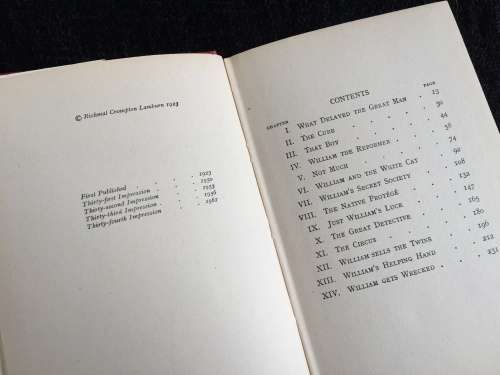 © Richmal Crompton Lamburn 1923
First Published . . . . 1923
Thirty-first Impression . . 1950
Thirty-second Impression . . 1953
Thirty-third Impression . . 1956
Thirty-fourth Impression . . 1962
CONTENTS
CHAPTER PAGE
I. What Delayed the Great Man . 13
II. The Cure . . . . 30
III. That Boy . . . . 44
IV. William the Reformer . . 58
V. Not Much . . . . 74
VI. William and the White Cat . 92
VII. William's Secret Society . . 108
VIII. The Native Protégé . . 132
IX. Just William's Luck . . 147
X. The Great Detective . . 165
XI. The Circus . . . . 180
XII. William sells the Twins . . 196
XIII. William's Helping Hand . . 212
XIV. William gets Wrecked . . 231